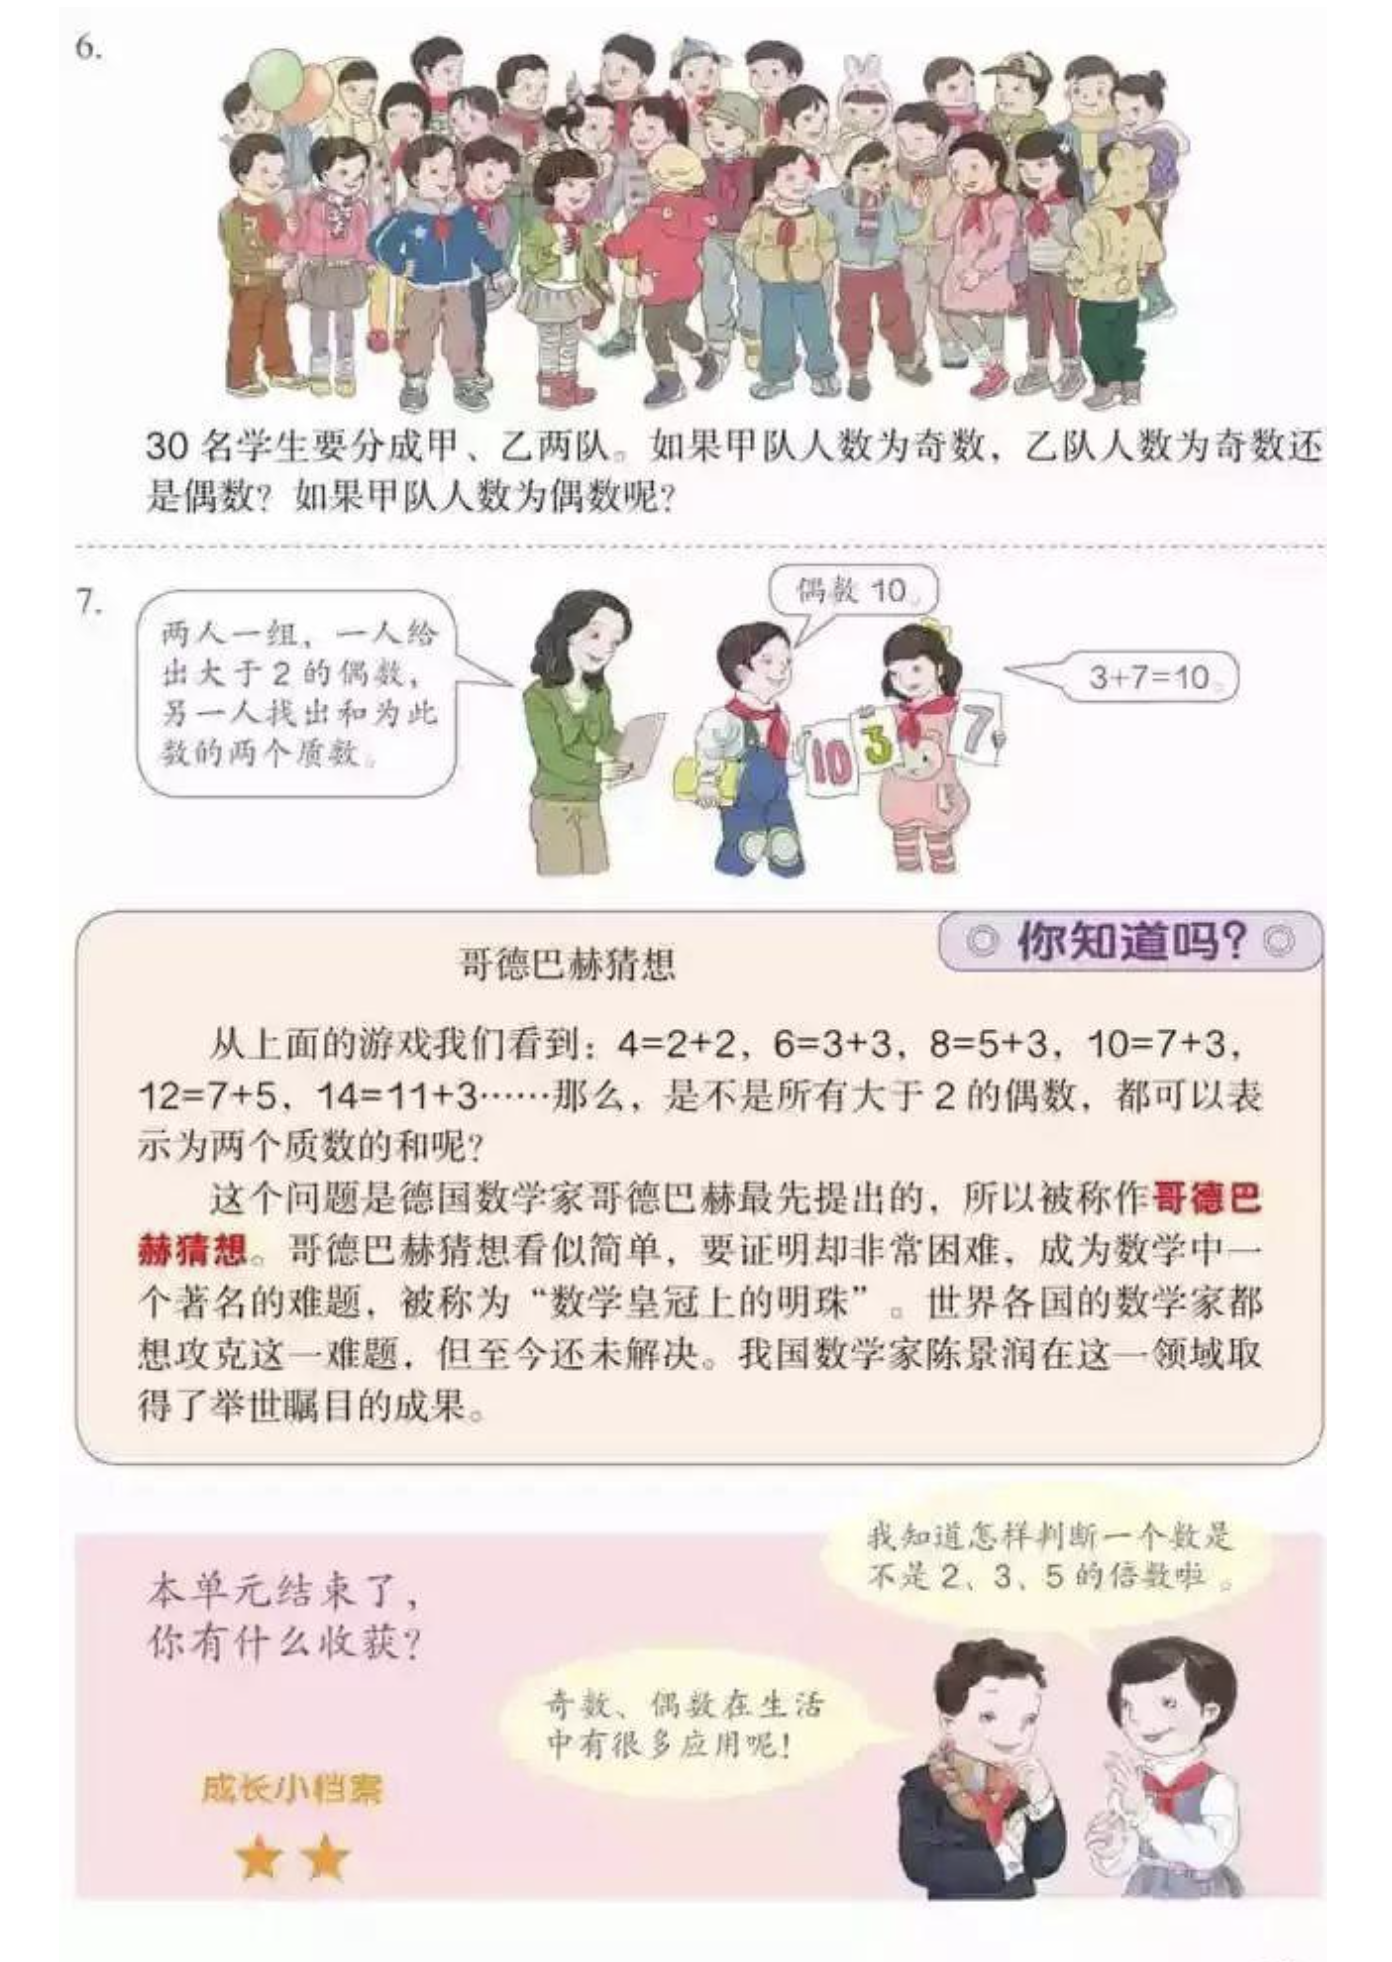 6.
30 名学生要分成甲、乙两队。如果甲队人数为奇数，乙队人数为奇数还
是偶数？如果甲队人数为偶数呢？
7.
两人一组，一人给
出大于 2 的偶数，
另一人找出和为此
数的两个质数。
偶数 10。
3+7=10。
10
3
7
你知道吗？
哥德巴赫猜想
从上面的游戏我们看到：4=2+2，6=3+3，8=5+3，10=7+3，
12=7+5，14=11+3……那么，是不是所有大于 2 的偶数，都可以表
示为两个质数的和呢？
这个问题是德国数学家哥德巴赫最先提出的，所以被称作哥德巴
赫猜想。哥德巴赫猜想看似简单，要证明却非常困难，成为数学中一
个著名的难题，被称为“数学皇冠上的明珠”。世界各国的数学家都
想攻克这一难题，但至今还未解决。我国数学家陈景润在这一领域取
得了举世瞩目的成果。
我知道怎样判断一个数是
不是 2、3、5 的倍数啦。
本单元结束了，
你有什么收获？
奇数、偶数在生活
中有很多应用呢！
成长小档案